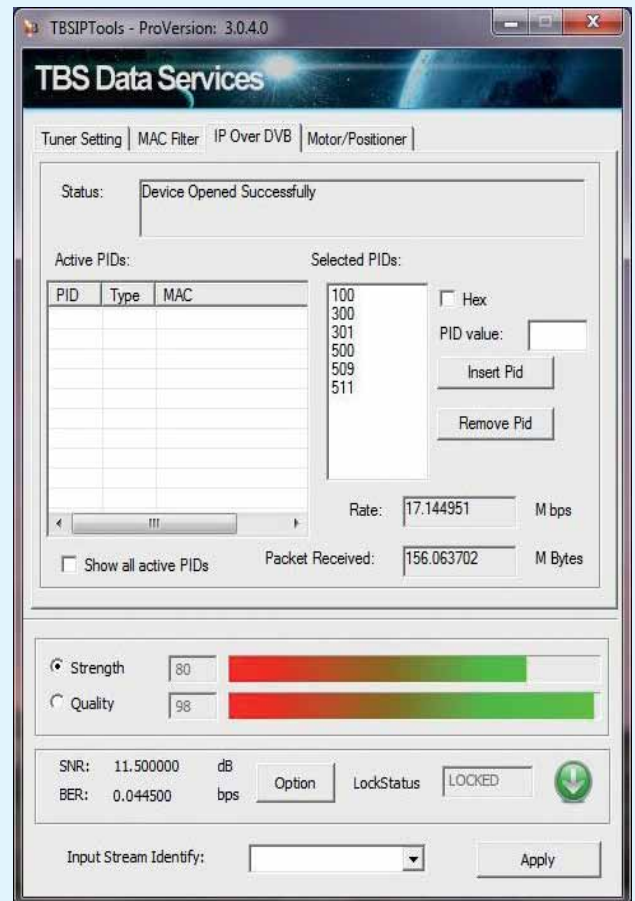 TBSIPTools - ProVersion: 3.0.4.0
TBS Data Services
Tuner Setting MAC Filter IP Over DVB Motor/Positioner
Status: Device Opened Successfully
Active PIDs: Selected PIDs:
PID Type MAC
100
300
301
500
509
511
Hex
PID value:
Insert Pid
Remove Pid
Rate: 17.144951 M bps
Show all active PIDs Packet Received: 156.063702 M Bytes
Strength 80
Quality 98
SNR: 11.500000 dB
BER: 0.044500 bps
Option LockStatus LOCKED
Input Stream Identify: Apply